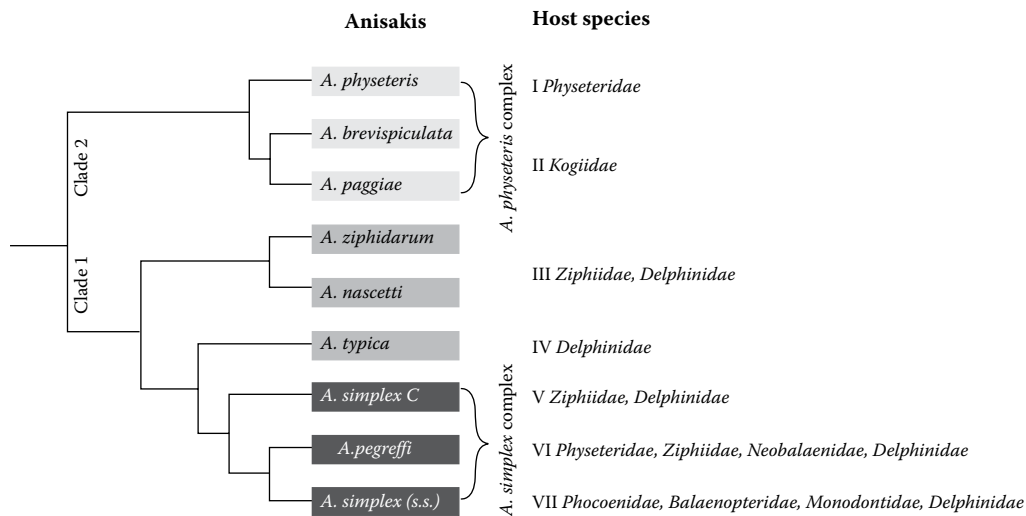 Anisakis
Host species
A. physeteris
A. brevispiculata
A. paggiae
A. physeteris complex
I Physeteridae
II Kogiidae
Clade 2
Clade 1
A. ziphidarum
A. nascetti
III Ziphiidae, Delphinidae
A. typica
IV Delphinidae
A. simplex C
A.pegreffi
A. simplex (s.s.)
A. simplex complex
V Ziphiidae, Delphinidae
VI Physeteridae, Ziphiidae, Neobalaenidae, Delphinidae
VII Phocoenidae, Balaenopteridae, Monodontidae, Delphinidae